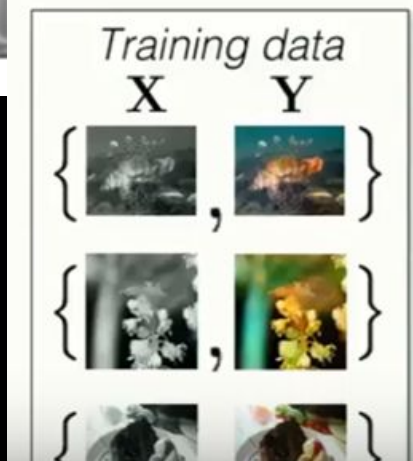 Training data
X Y
{ , }
{ , }
{